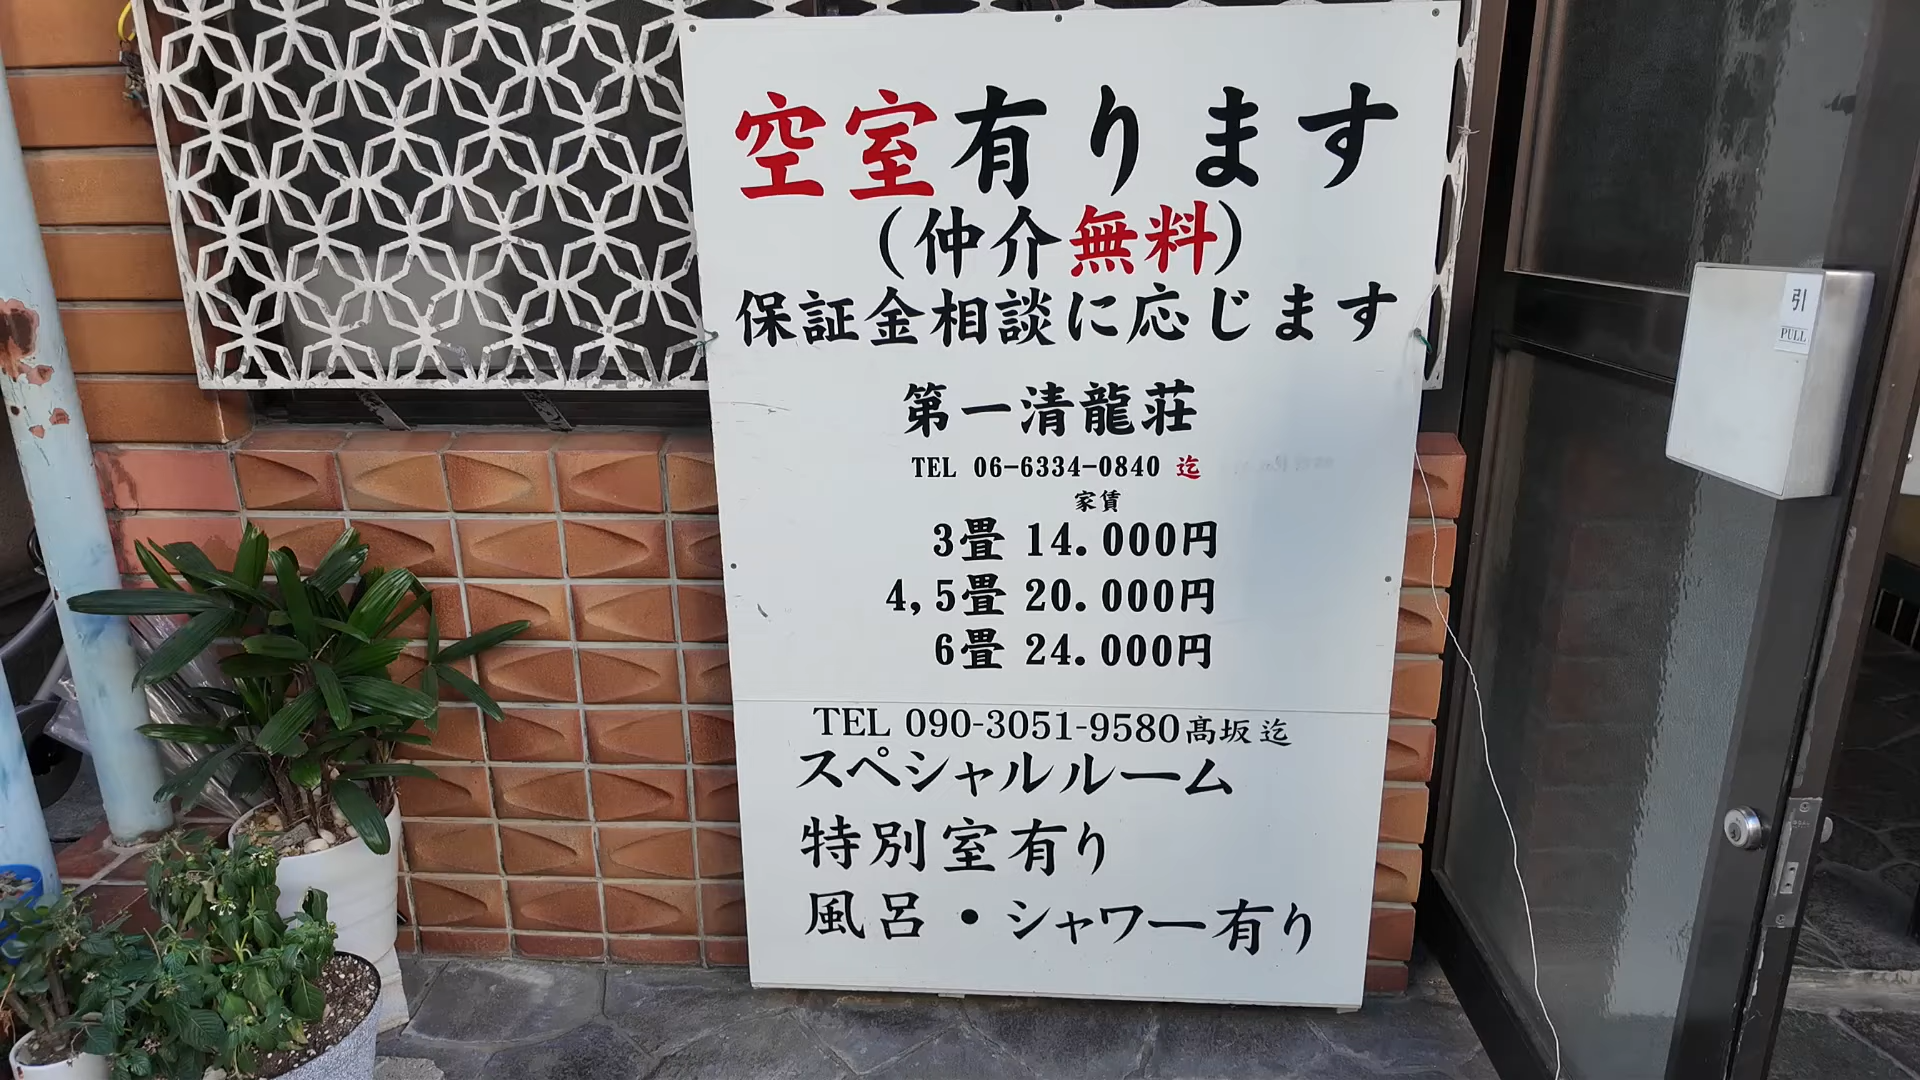 空室有ります
(仲介無料)
保証金相談に応じます
第一清龍荘
TEL 06-6334-0840 迄
家賃
3畳 14.000円
4,5畳 20.000円
6畳 24.000円
TEL 090-3051-9580髙坂迄
スペシャルルーム
特別室有り
風呂・シャワー有り
引
PULL